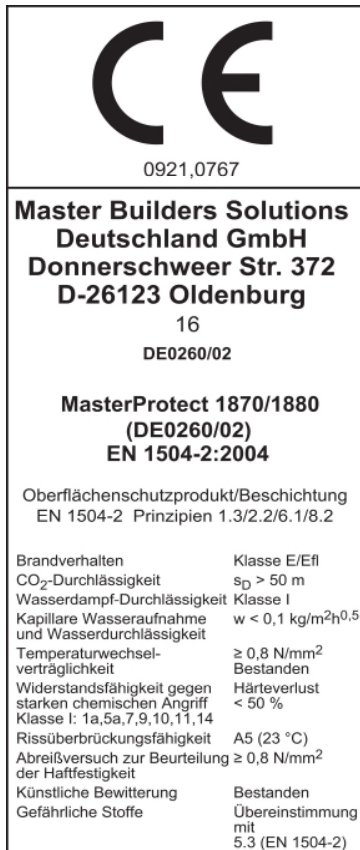 CE
0921,0767
Master Builders Solutions
Deutschland GmbH
Donnerschweer Str. 372
D-26123 Oldenburg
16
DE0260/02
MasterProtect 1870/1880
(DE0260/02)
EN 1504-2:2004
Oberflächenschutzprodukt/Beschichtung
EN 1504-2 Prinzipien 1.3/2.2/6.1/8.2
Brandverhalten Klasse E/Efl
CO2-Durchlässigkeit sD > 50 m
Wasserdampf-Durchlässigkeit Klasse I
Kapillare Wasseraufnahme w < 0,1 kg/m²h0,5
und Wasserdurchlässigkeit
Temperaturwechsel- ≥ 0,8 N/mm²
verträglichkeit Bestanden
Widerstandsfähigkeit gegen Härteverlust
starken chemischen Angriff < 50 %
Klasse I: 1a,5a,7,9,10,11,14
Rissüberbrückungsfähigkeit A5 (23 °C)
Abreißversuch zur Beurteilung ≥ 0,8 N/mm²
der Haftfestigkeit
Künstliche Bewitterung Bestanden
Gefährliche Stoffe Übereinstimmung
mit
5.3 (EN 1504-2)